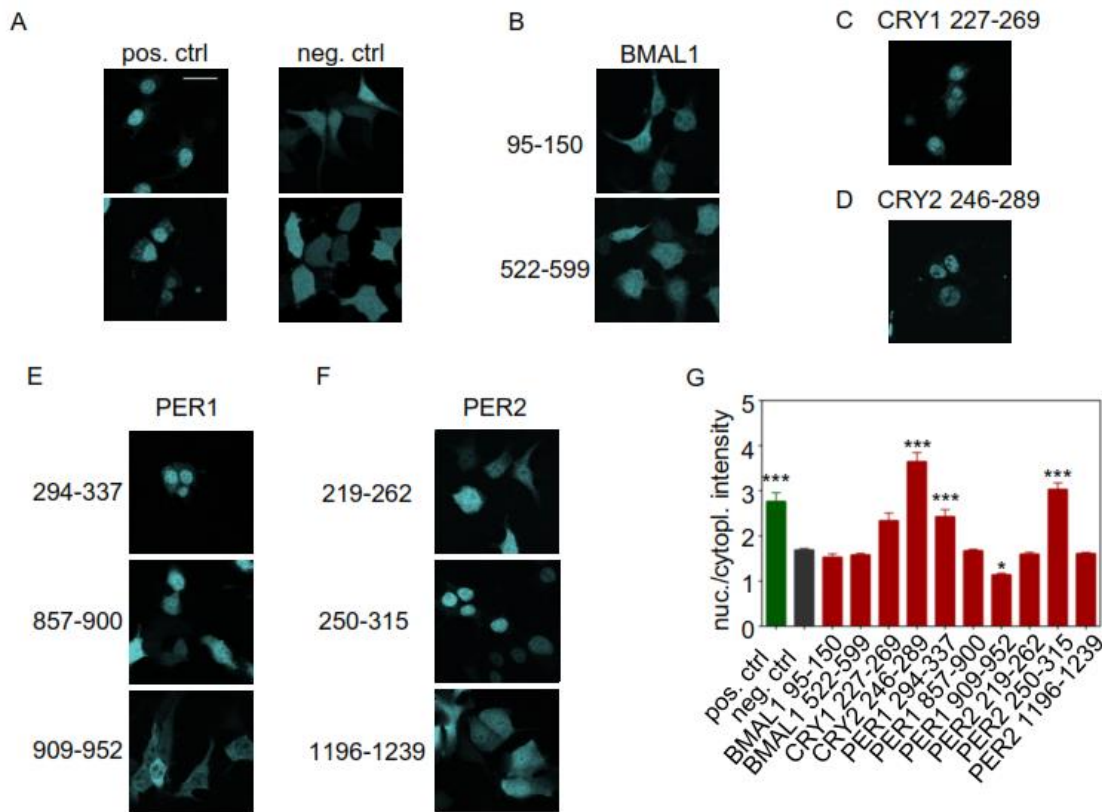 A
pos. ctrl
neg. ctrl
B
BMAL1
95-150
522-599
C CRY1 227-269
D CRY2 246-289
E
PER1
294-337
857-900
909-952
F
PER2
219-262
250-315
1196-1239
G
nuc./cytopl. intensity
5
4
3
2
1
0
***
***
***
*
***
pos. ctrl
neg. ctrl
BMAL1 95-150
BMAL1 522-599
CRY1 227-269
CRY2 246-289
PER1 294-337
PER1 857-900
PER1 909-952
PER2 219-262
PER2 250-315
PER2 1196-1239